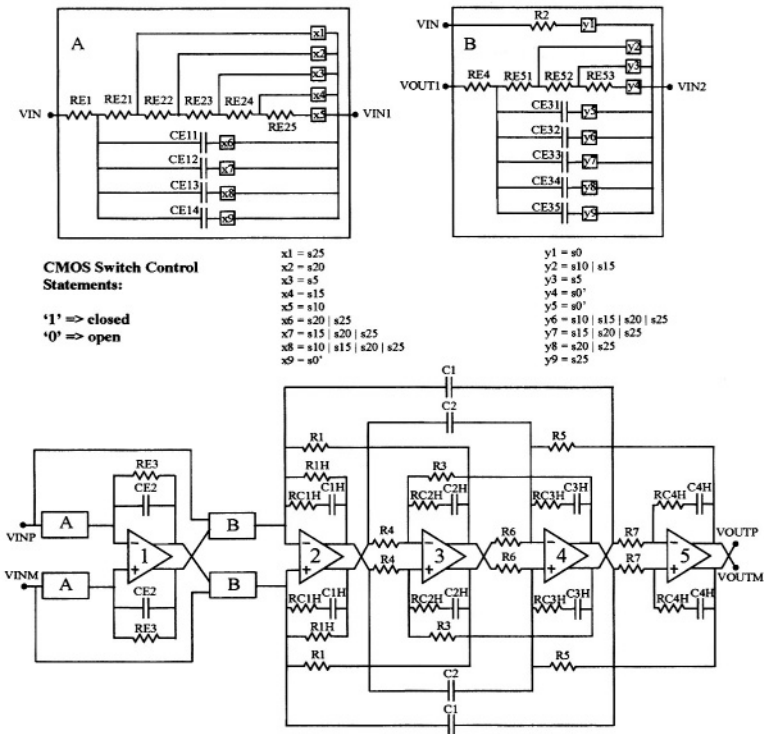 A
x1
x2
x3
x4
RE1 RE21 RE22 RE23 RE24
VIN x5 VIN1
RE25
CE11 x6
CE12 x7
CE13 x8
CE14 x9
VIN R2 y1
B
y2
y3
RE4 RE51 RE52 RE53
VOUT1 y4 VIN2
CE31 y5
CE32 y6
CE33 y7
CE34 y8
CE35 y9
CMOS Switch Control
Statements:
'1' => closed
'0' => open
x1 = s25
x2 = s20
x3 = s5
x4 = s15
x5 = s10
x6 = s20 | s25
x7 = s15 | s20 | s25
x8 = s10 | s15 | s20 | s25
x9 = s0'
y1 = s0
y2 = s10 | s15
y3 = s5
y4 = s0'
y5 = s0'
y6 = s10 | s15 | s20 | s25
y7 = s15 | s20 | s25
y8 = s20 | s25
y9 = s25
C1
C2
R1 R5
RE3 R1H R3
CE2 RC1H C1H RC2H C2H RC3H C3H RC4H C4H
A B R4 R6 R7
VINP 1 2 3 4 5 VOUTP
VINM A B R4 R6 R7 VOUTM
CE2 RC1H C1H RC2H C2H RC3H C3H RC4H C4H
RE3 R1H R3
R1 R5
C2
C1